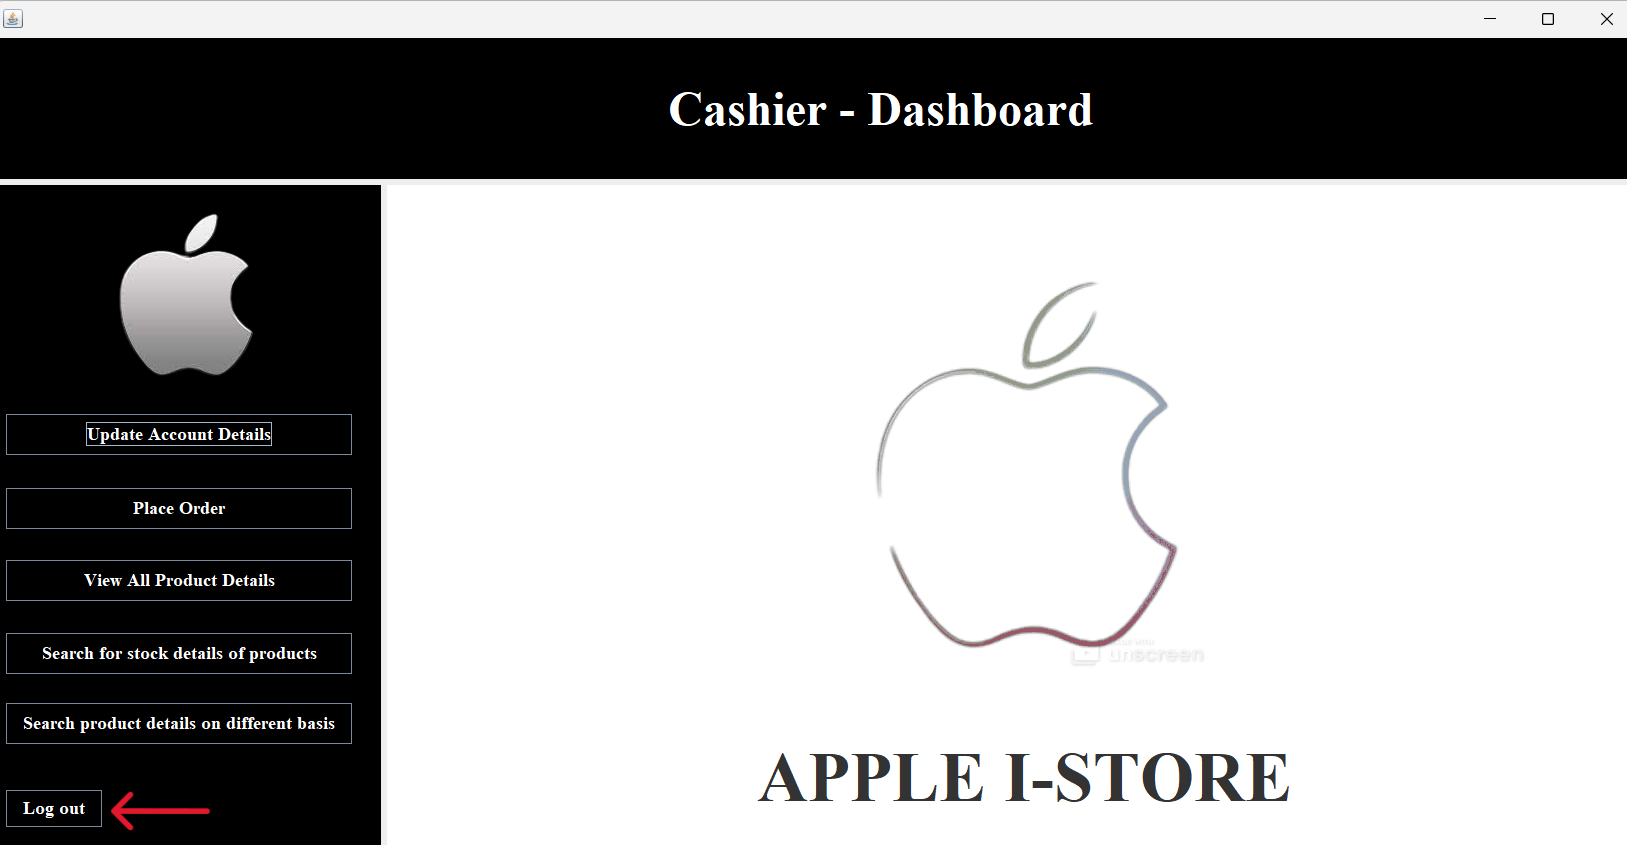 Cashier - Dashboard
Update Account Details
Place Order
View All Product Details
Search for stock details of products
Search product details on different basis
Log out
unscreen
APPLE I-STORE